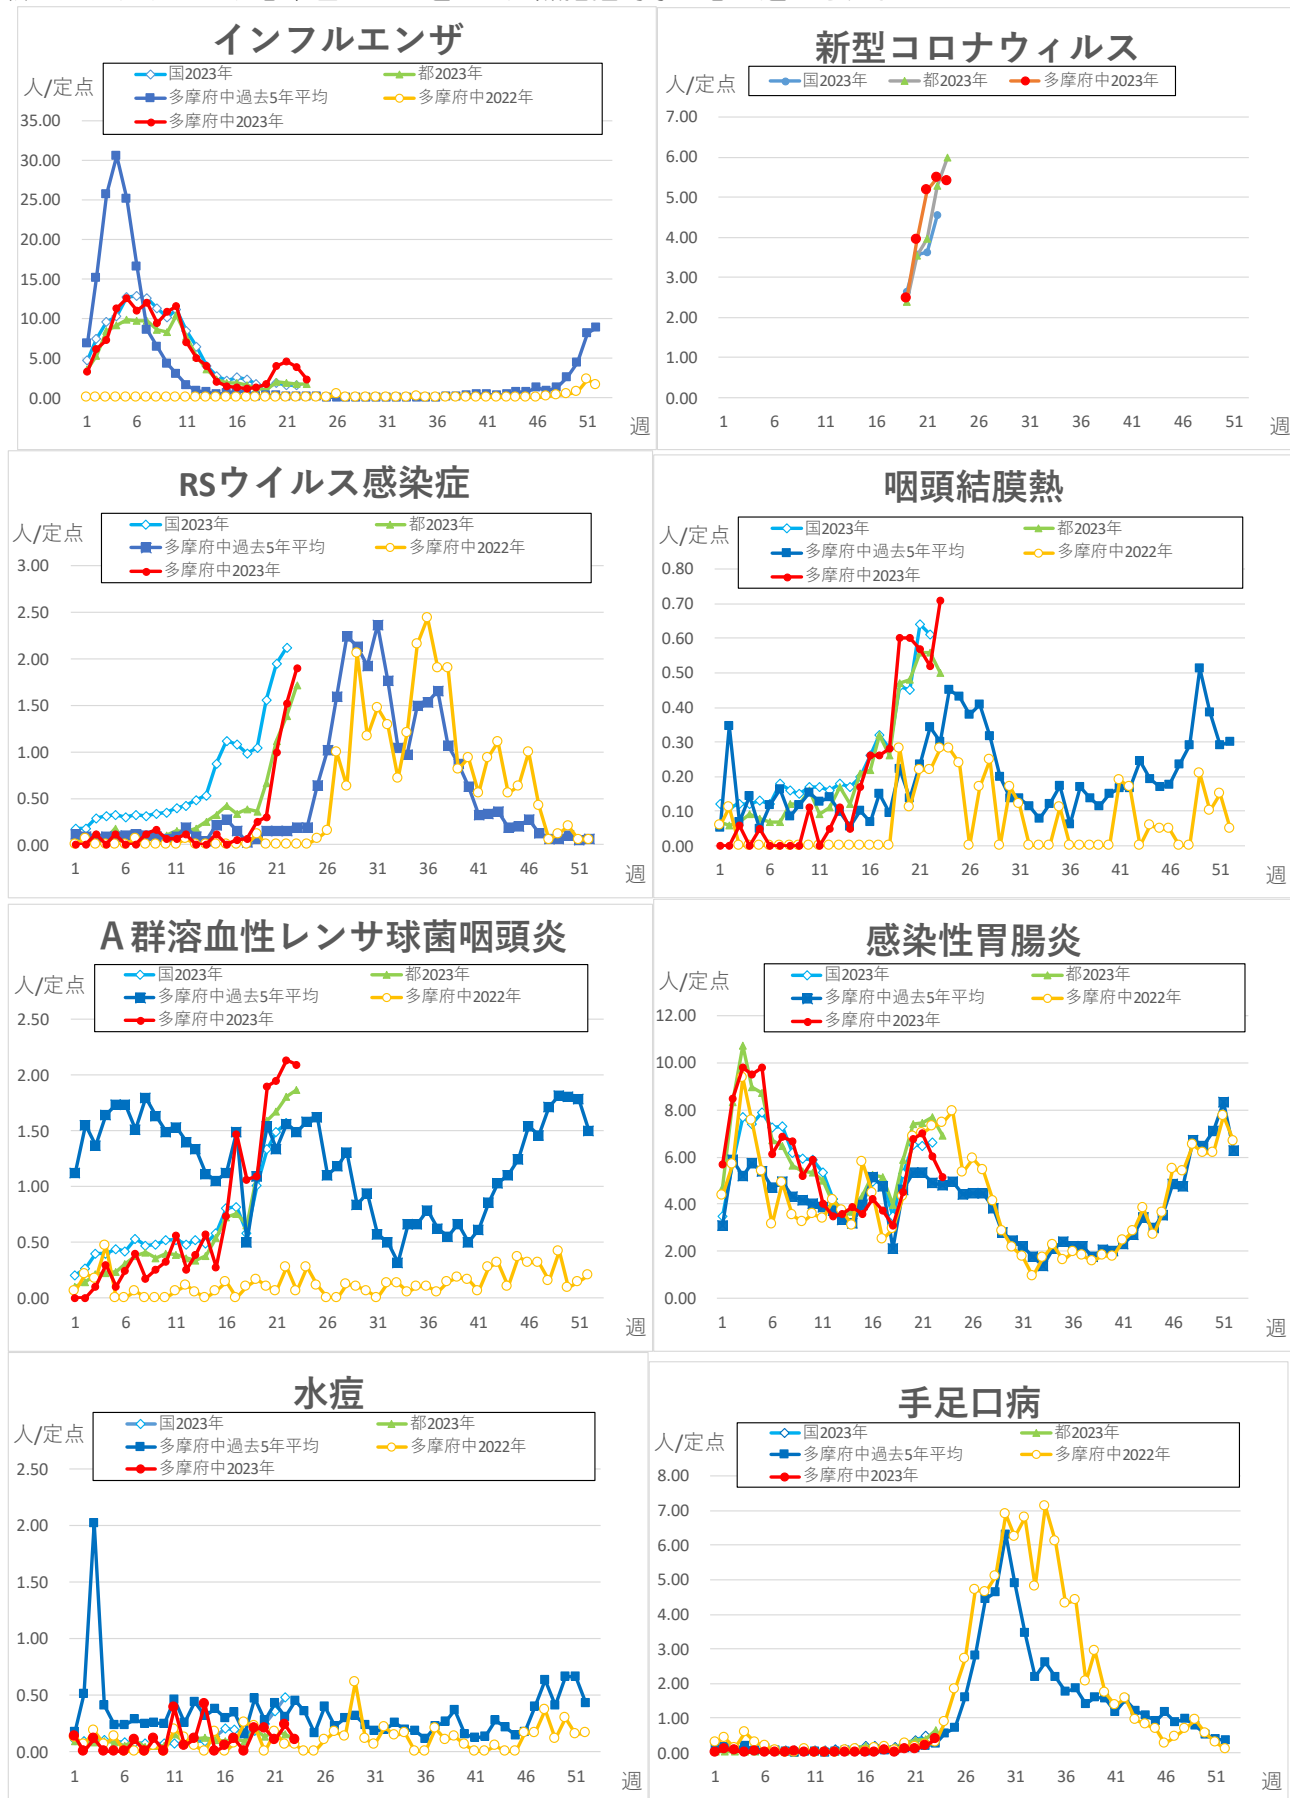 インフルエンザ
人/定点
国2023年 都2023年
多摩府中過去5年平均 多摩府中2022年
多摩府中2023年
35.00
30.00
25.00
20.00
15.00
10.00
5.00
0.00
1 6 11 16 21 26 31 36 41 46 51 週
新型コロナウィルス
人/定点
国2023年 都2023年 多摩府中2023年
7.00
6.00
5.00
4.00
3.00
2.00
1.00
0.00
1 6 11 16 21 26 31 36 41 46 51 週
RSウイルス感染症
人/定点
国2023年 都2023年
多摩府中過去5年平均 多摩府中2022年
多摩府中2023年
3.00
2.50
2.00
1.50
1.00
0.50
0.00
1 6 11 16 21 26 31 36 41 46 51 週
咽頭結膜熱
人/定点
国2023年 都2023年
多摩府中過去5年平均 多摩府中2022年
多摩府中2023年
0.80
0.70
0.60
0.50
0.40
0.30
0.20
0.10
0.00
1 6 11 16 21 26 31 36 41 46 51 週
A群溶血性レンサ球菌咽頭炎
人/定点
国2023年 都2023年
多摩府中過去5年平均 多摩府中2022年
多摩府中2023年
2.50
2.00
1.50
1.00
0.50
0.00
1 6 11 16 21 26 31 36 41 46 51 週
感染性胃腸炎
人/定点
国2023年 都2023年
多摩府中過去5年平均 多摩府中2022年
多摩府中2023年
12.00
10.00
8.00
6.00
4.00
2.00
0.00
1 6 11 16 21 26 31 36 41 46 51 週
水痘
人/定点
国2023年 都2023年
多摩府中過去5年平均 多摩府中2022年
多摩府中2023年
2.50
2.00
1.50
1.00
0.50
0.00
1 6 11 16 21 26 31 36 41 46 51 週
手足口病
人/定点
国2023年 都2023年
多摩府中過去5年平均 多摩府中2022年
多摩府中2023年
8.00
7.00
6.00
5.00
4.00
3.00
2.00
1.00
0.00
1 6 11 16 21 26 31 36 41 46 51 週